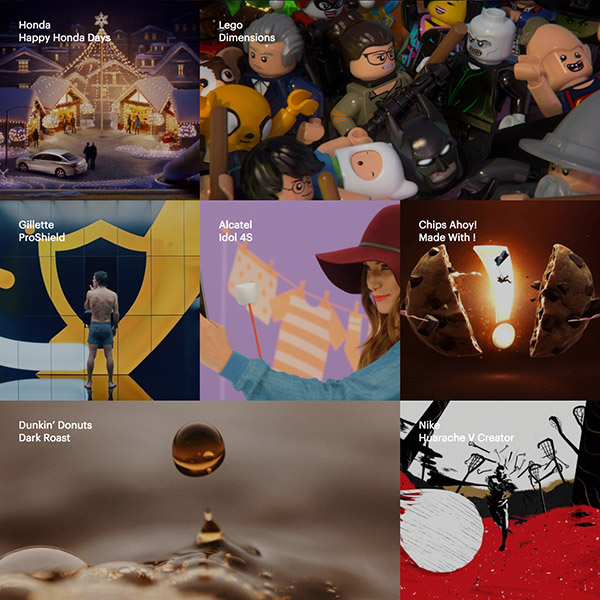 Honda
Happy Honda Days
Lego
Dimensions
Gillette
ProShield
Alcatel
Idol 4S
Chips Ahoy!
Made With !
Dunkin' Donuts
Dark Roast
Nike
Huarache V Creator